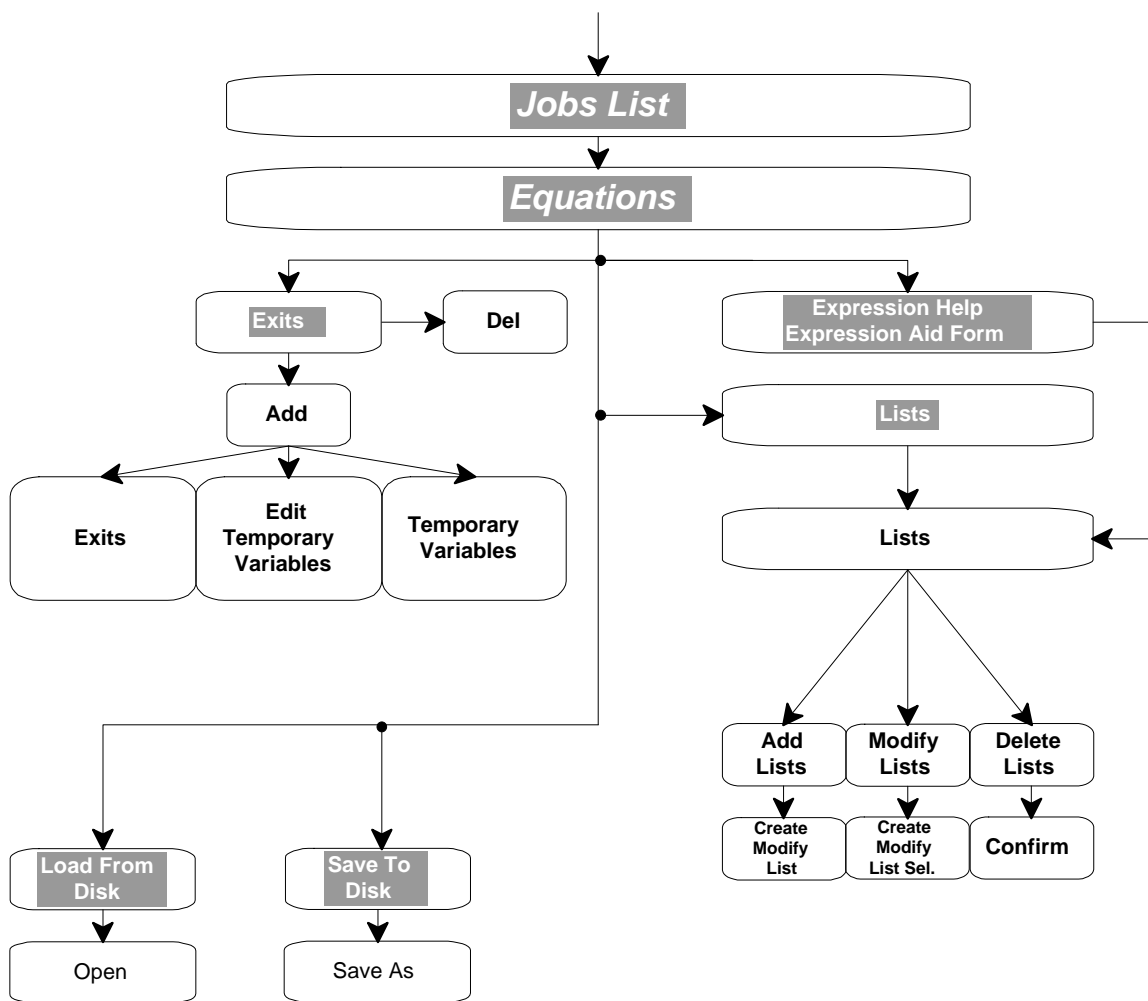 Jobs List
Equations
Exits
Del
Expression Help
Expression Aid Form
Add
Lists
Exits
Edit
Temporary
Variables
Temporary
Variables
Lists
Add
Lists
Modify
Lists
Delete
Lists
Create
Modify
List
Create
Modify
List Sel.
Confirm
Load From
Disk
Save To
Disk
Open
Save As